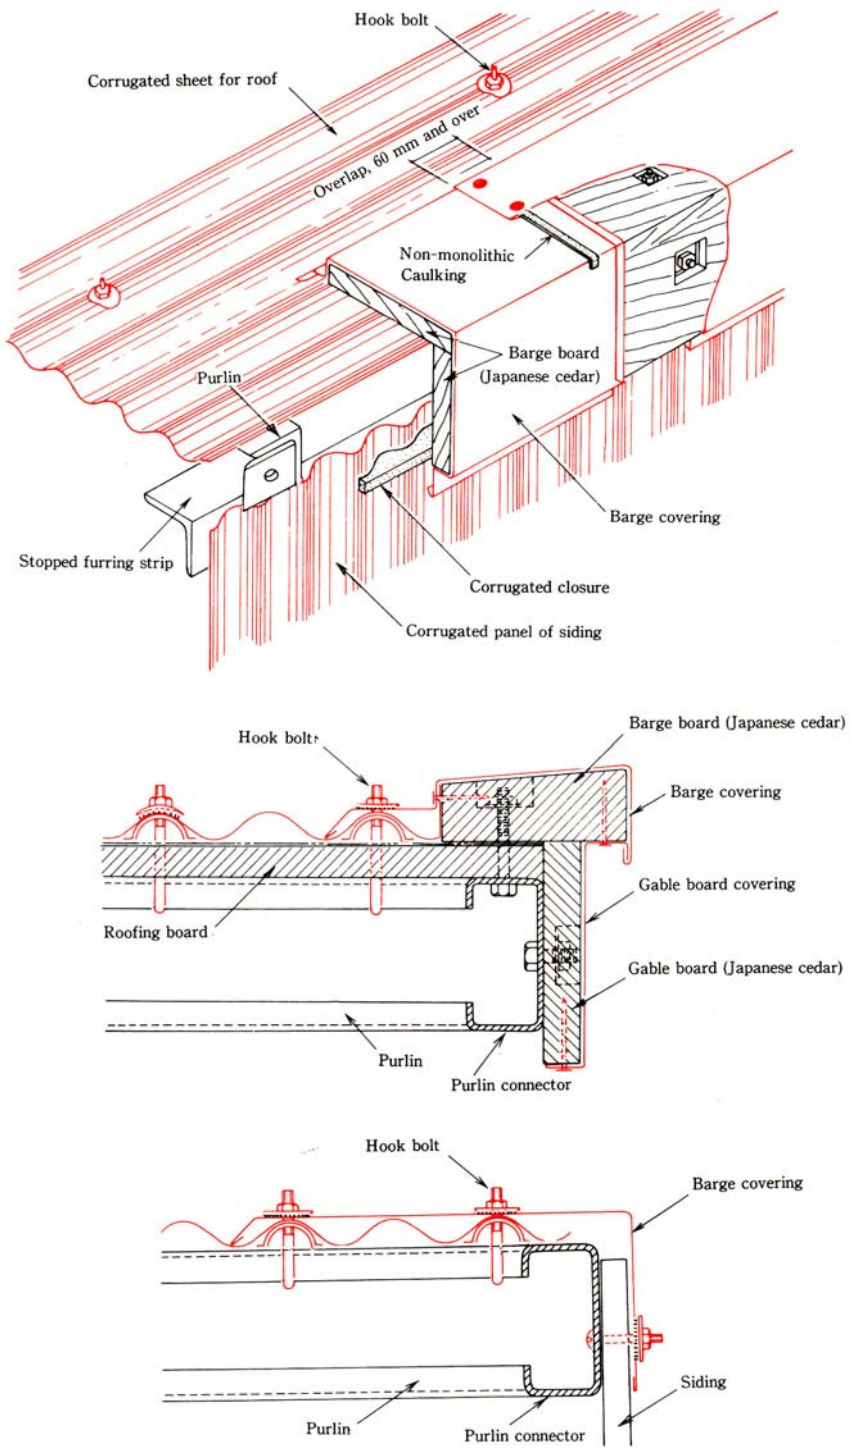 Hook bolt
Corrugated sheet for roof
Overlap, 60 mm and over
Non-monolithic
Caulking
Barge board
(Japanese cedar)
Purlin
Barge covering
Stopped furring strip
Corrugated closure
Corrugated panel of siding
Barge board (Japanese cedar)
Hook bolt
Barge covering
Gable board covering
Roofing board
Gable board (Japanese cedar)
Purlin
Purlin connector
Hook bolt
Barge covering
Siding
Purlin
Purlin connector